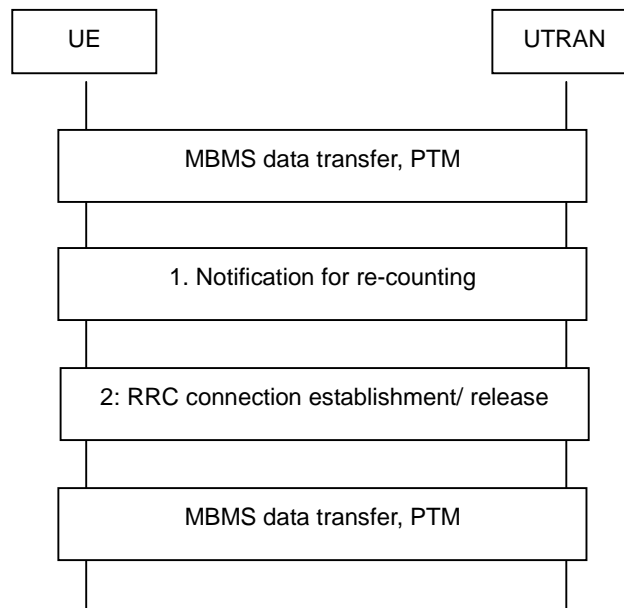 UE
UTRAN
MBMS data transfer, PTM
1. Notification for re-counting
2: RRC connection establishment/ release
MBMS data transfer, PTM